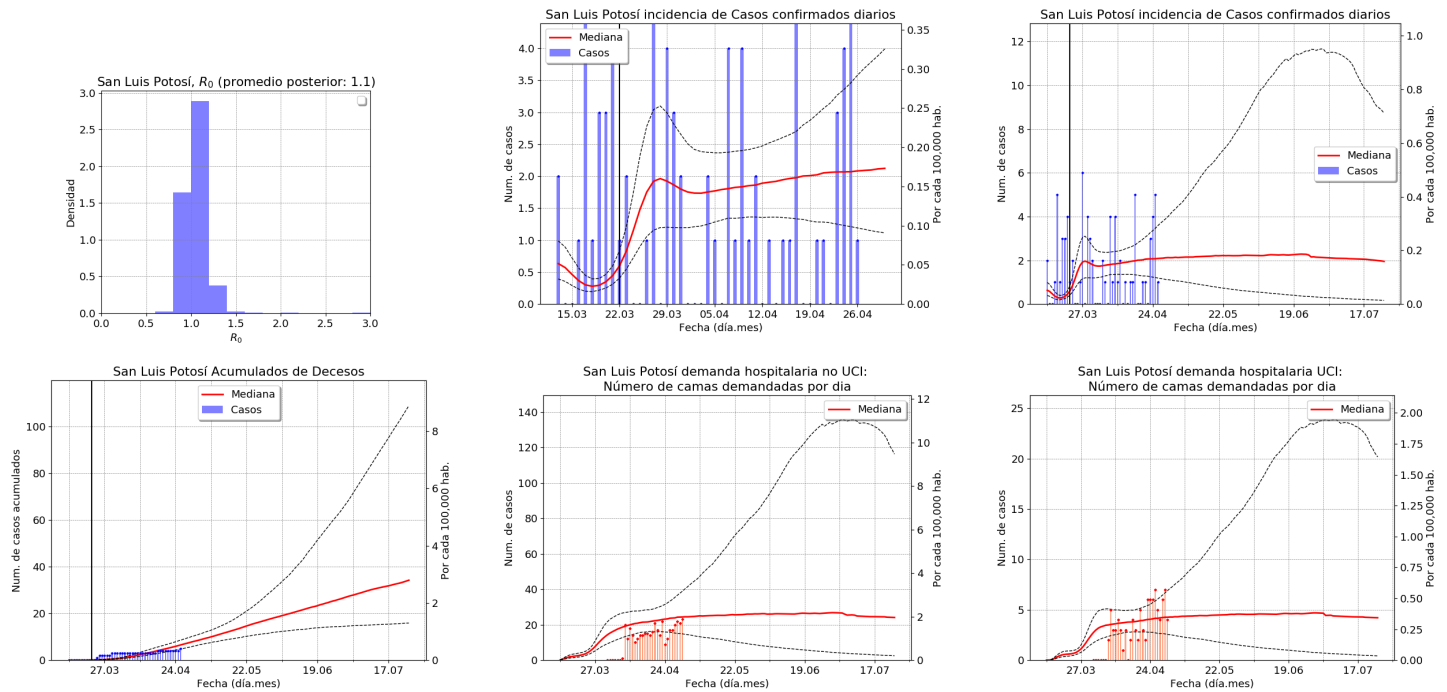 San Luis Potosí, R₀ (promedio posterior: 1.1)
3.0
2.5
2.0
1.5
1.0
0.5
0.0
Densidad
0.0 0.5 1.0 1.5 2.0 2.5 3.0
R₀
San Luis Potosí incidencia de Casos confirmados diarios
Mediana
Casos
4.0
3.5
3.0
2.5
2.0
1.5
1.0
0.5
0.0
Num. de casos
0.35
0.30
0.25
0.20
0.15
0.10
0.05
0.00
Por cada 100,000 hab.
15.03 22.03 29.03 05.04 12.04 19.04 26.04
Fecha (día.mes)
San Luis Potosí incidencia de Casos confirmados diarios
12
10
8
6
4
2
0
Num. de casos
Mediana
Casos
1.0
0.8
0.6
0.4
0.2
0.0
Por cada 100,000 hab.
27.03 24.04 22.05 19.06 17.07
Fecha (día.mes)
San Luis Potosí Acumulados de Decesos
Mediana
Casos
100
80
60
40
20
0
Num. de casos acumulados
8
6
4
2
0
Por cada 100,000 hab.
27.03 24.04 22.05 19.06 17.07
Fecha (día.mes)
San Luis Potosí demanda hospitalaria no UCI:
Número de camas demandadas por dia
Mediana
140
120
100
80
60
40
20
0
Num. de casos
12
10
8
6
4
2
0
Por cada 100,000 hab.
27.03 24.04 22.05 19.06 17.07
Fecha (día.mes)
San Luis Potosí demanda hospitalaria UCI:
Número de camas demandadas por dia
Mediana
25
20
15
10
5
0
Num. de casos
2.00
1.75
1.50
1.25
1.00
0.75
0.50
0.25
0.00
Por cada 100,000 hab.
27.03 24.04 22.05 19.06 17.07
Fecha (día.mes)